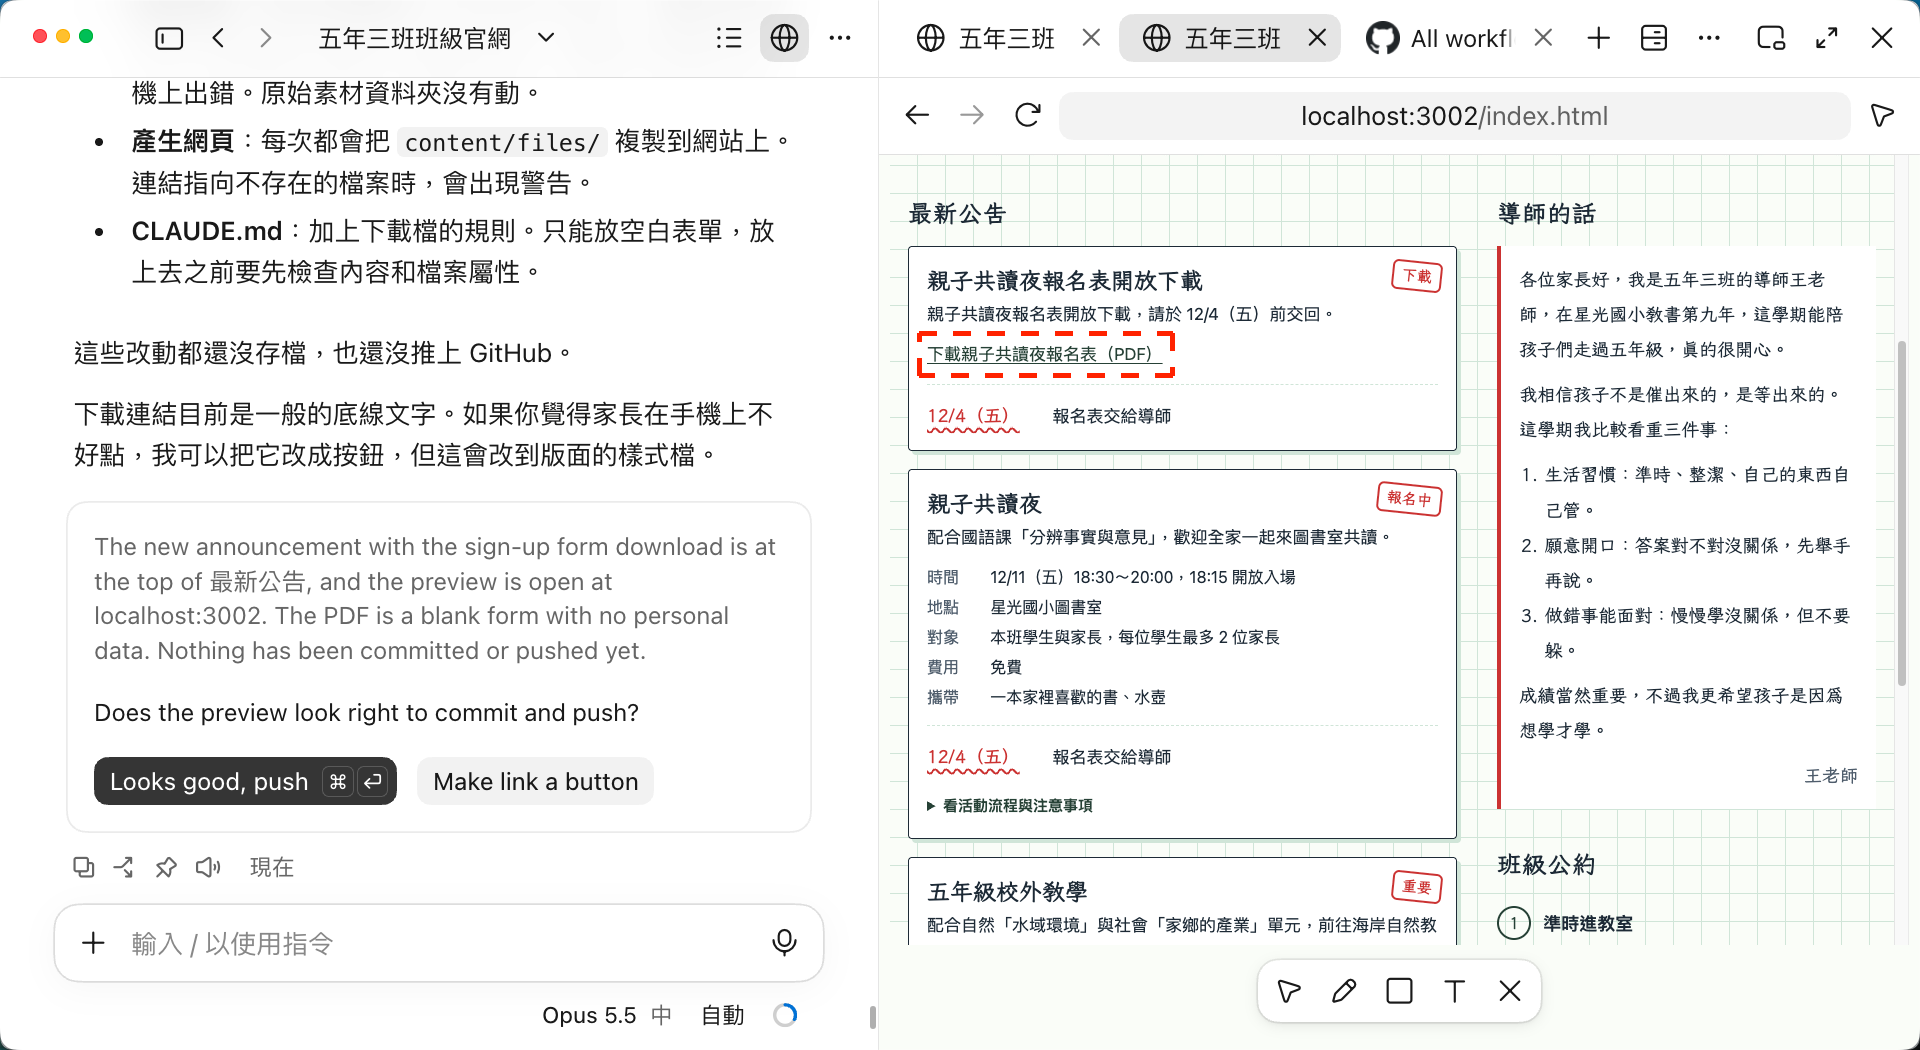 五年三班班級官網
機上出錯。原始素材資料夾沒有動。
產生網頁：每次都會把 content/files/ 複製到網站上。
連結指向不存在的檔案時，會出現警告。
CLAUDE.md：加上下載檔的規則。只能放空白表單，放
上去之前要先檢查內容和檔案屬性。
這些改動都還沒存檔，也還沒推上 GitHub。
下載連結目前是一般的底線文字。如果你覺得家長在手機上不
好點，我可以把它改成按鈕，但這會改到版面的樣式檔。
The new announcement with the sign-up form download is at
the top of 最新公告, and the preview is open at
localhost:3002. The PDF is a blank form with no personal
data. Nothing has been committed or pushed yet.
Does the preview look right to commit and push?
Looks good, push ⌘ ↵
Make link a button
現在
輸入 / 以使用指令
Opus 5.5 中 自動
五年三班
五年三班
All workfl
localhost:3002/index.html
最新公告
親子共讀夜報名表開放下載
下載
親子共讀夜報名表開放下載，請於 12/4（五）前交回。
下載親子共讀夜報名表（PDF）
12/4（五） 報名表交給導師
親子共讀夜
報名中
配合國語課「分辨事實與意見」，歡迎全家一起來圖書室共讀。
時間 12/11（五）18:30～20:00，18:15 開放入場
地點 星光國小圖書室
對象 本班學生與家長，每位學生最多 2 位家長
費用 免費
攜帶 一本家裡喜歡的書、水壺
12/4（五） 報名表交給導師
▶ 看活動流程與注意事項
五年級校外教學
重要
配合自然「水域環境」與社會「家鄉的產業」單元，前往海岸自然教
導師的話
各位家長好，我是五年三班的導師王老
師，在星光國小教書第九年，這學期能陪
孩子們走過五年級，真的很開心。
我相信孩子不是催出來的，是等出來的。
這學期我比較看重三件事：
1. 生活習慣：準時、整潔、自己的東西自
己管。
2. 願意開口：答案對不對沒關係，先舉手
再說。
3. 做錯事能面對：慢慢學沒關係，但不要
躲。
成績當然重要，不過我更希望孩子是因為
想學才學。
王老師
班級公約
1 準時進教室
T